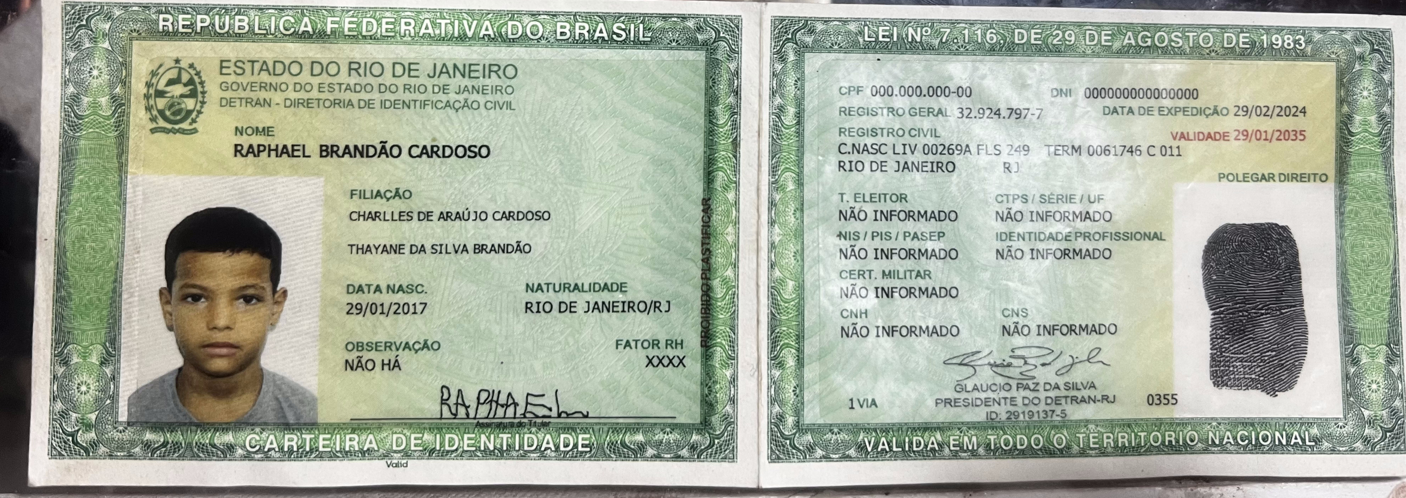 REPÚBLICA FEDERATIVA DO BRASIL
ESTADO DO RIO DE JANEIRO
GOVERNO DO ESTADO DO RIO DE JANEIRO
DETRAN - DIRETORIA DE IDENTIFICAÇÃO CIVIL
NOME
RAPHAEL BRANDÃO CARDOSO
FILIAÇÃO
CHARLLES DE ARAÚJO CARDOSO
THAYANE DA SILVA BRANDÃO
DATA NASC. NATURALIDADE
29/01/2017 RIO DE JANEIRO/RJ
OBSERVAÇÃO FATOR RH
NÃO HÁ XXXX
RAPHAEL
Assinatura do Titular
PROIBIDO PLASTIFICAR
CARTEIRA DE IDENTIDADE
Valid
LEI Nº 7.116, DE 29 DE AGOSTO DE 1983
CPF 000.000.000-00 DNI 000000000000000
REGISTRO GERAL 32.924.797-7 DATA DE EXPEDIÇÃO 29/02/2024
REGISTRO CIVIL VALIDADE 29/01/2035
C.NASC LIV 00269A FLS 249 TERM 0061746 C 011
RIO DE JANEIRO RJ
POLEGAR DIREITO
T. ELEITOR CTPS / SÉRIE / UF
NÃO INFORMADO NÃO INFORMADO
NIS / PIS / PASEP IDENTIDADE PROFISSIONAL
NÃO INFORMADO NÃO INFORMADO
CERT. MILITAR
NÃO INFORMADO
CNH CNS
NÃO INFORMADO NÃO INFORMADO
GLAUCIO PAZ DA SILVA
1 VIA PRESIDENTE DO DETRAN-RJ 0355
ID: 2919137-5
VÁLIDA EM TODO O TERRITÓRIO NACIONAL